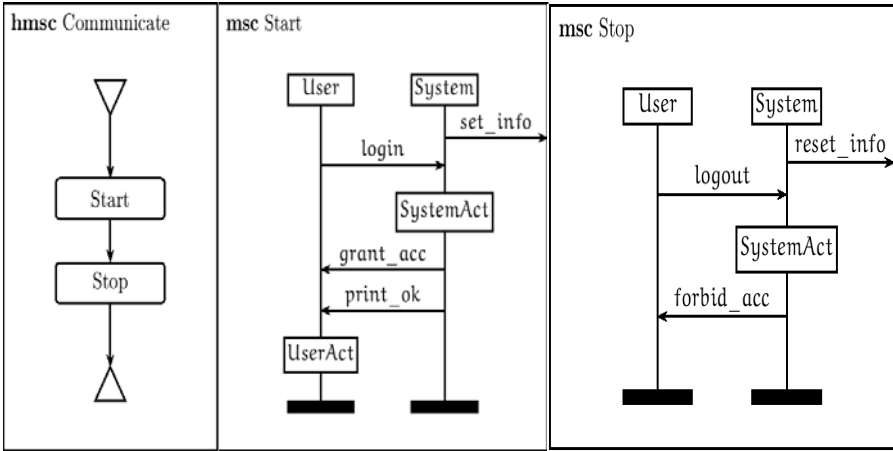 hmsc Communicate
Start
Stop
msc Start
User
System
set_info
login
SystemAct
grant_acc
print_ok
UserAct
msc Stop
User
System
reset_info
logout
SystemAct
forbid_acc